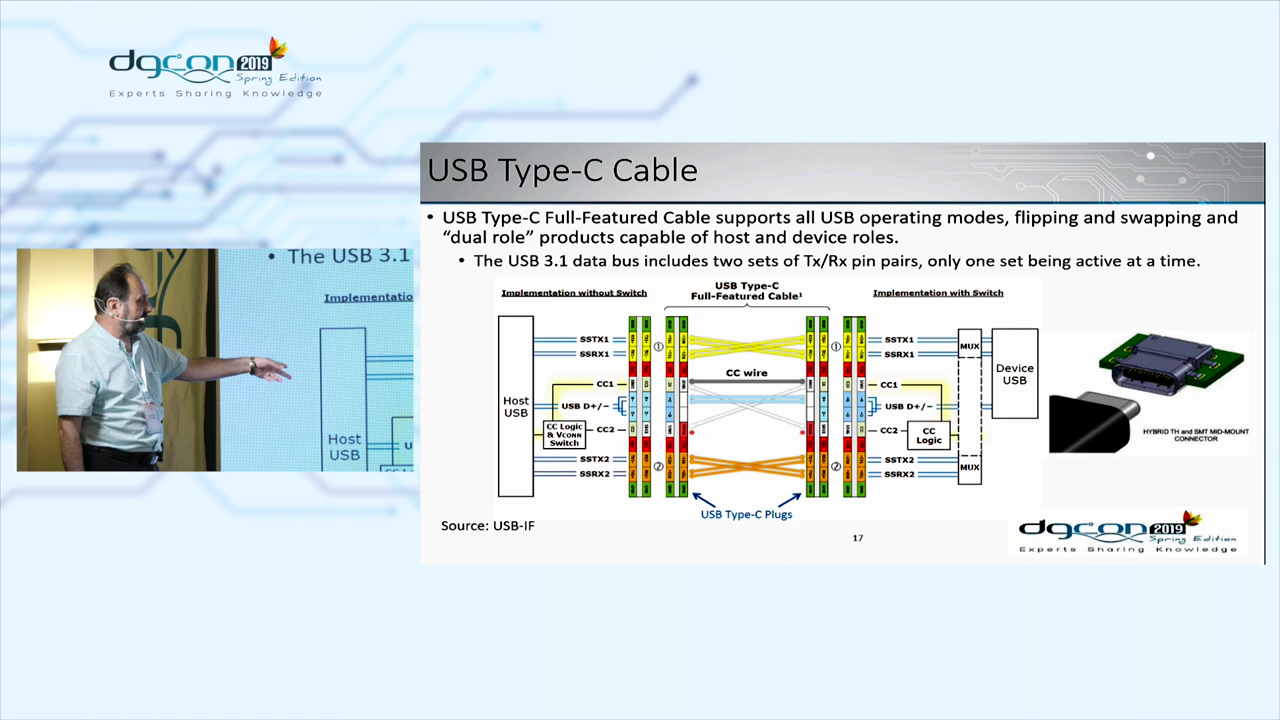 dgcon 2019
Spring Edition
Experts Sharing Knowledge
USB Type-C Cable
• USB Type-C Full-Featured Cable supports all USB operating modes, flipping and swapping and
“dual role” products capable of host and device roles.
• The USB 3.1 data bus includes two sets of Tx/Rx pin pairs, only one set being active at a time.
• The USB 3.1
Implementatio
Host
USB
Implementation without Switch
USB Type-C
Full-Featured Cable¹
Implementation with Switch
SSTX1
SSRX1
CC1
USB D+/−
CC2
SSTX2
SSRX2
Host
USB
CC Logic
& VCONN
Switch
①
②
CC wire
①
②
SSTX1
SSRX1
CC1
USB D+/−
CC2
SSTX2
SSRX2
CC
Logic
MUX
MUX
Device
USB
HYBRID TH and SMT MID-MOUNT
CONNECTOR
USB Type-C Plugs
Source: USB-IF
17
dgcon 2019
Spring Edition
Experts Sharing Knowledge